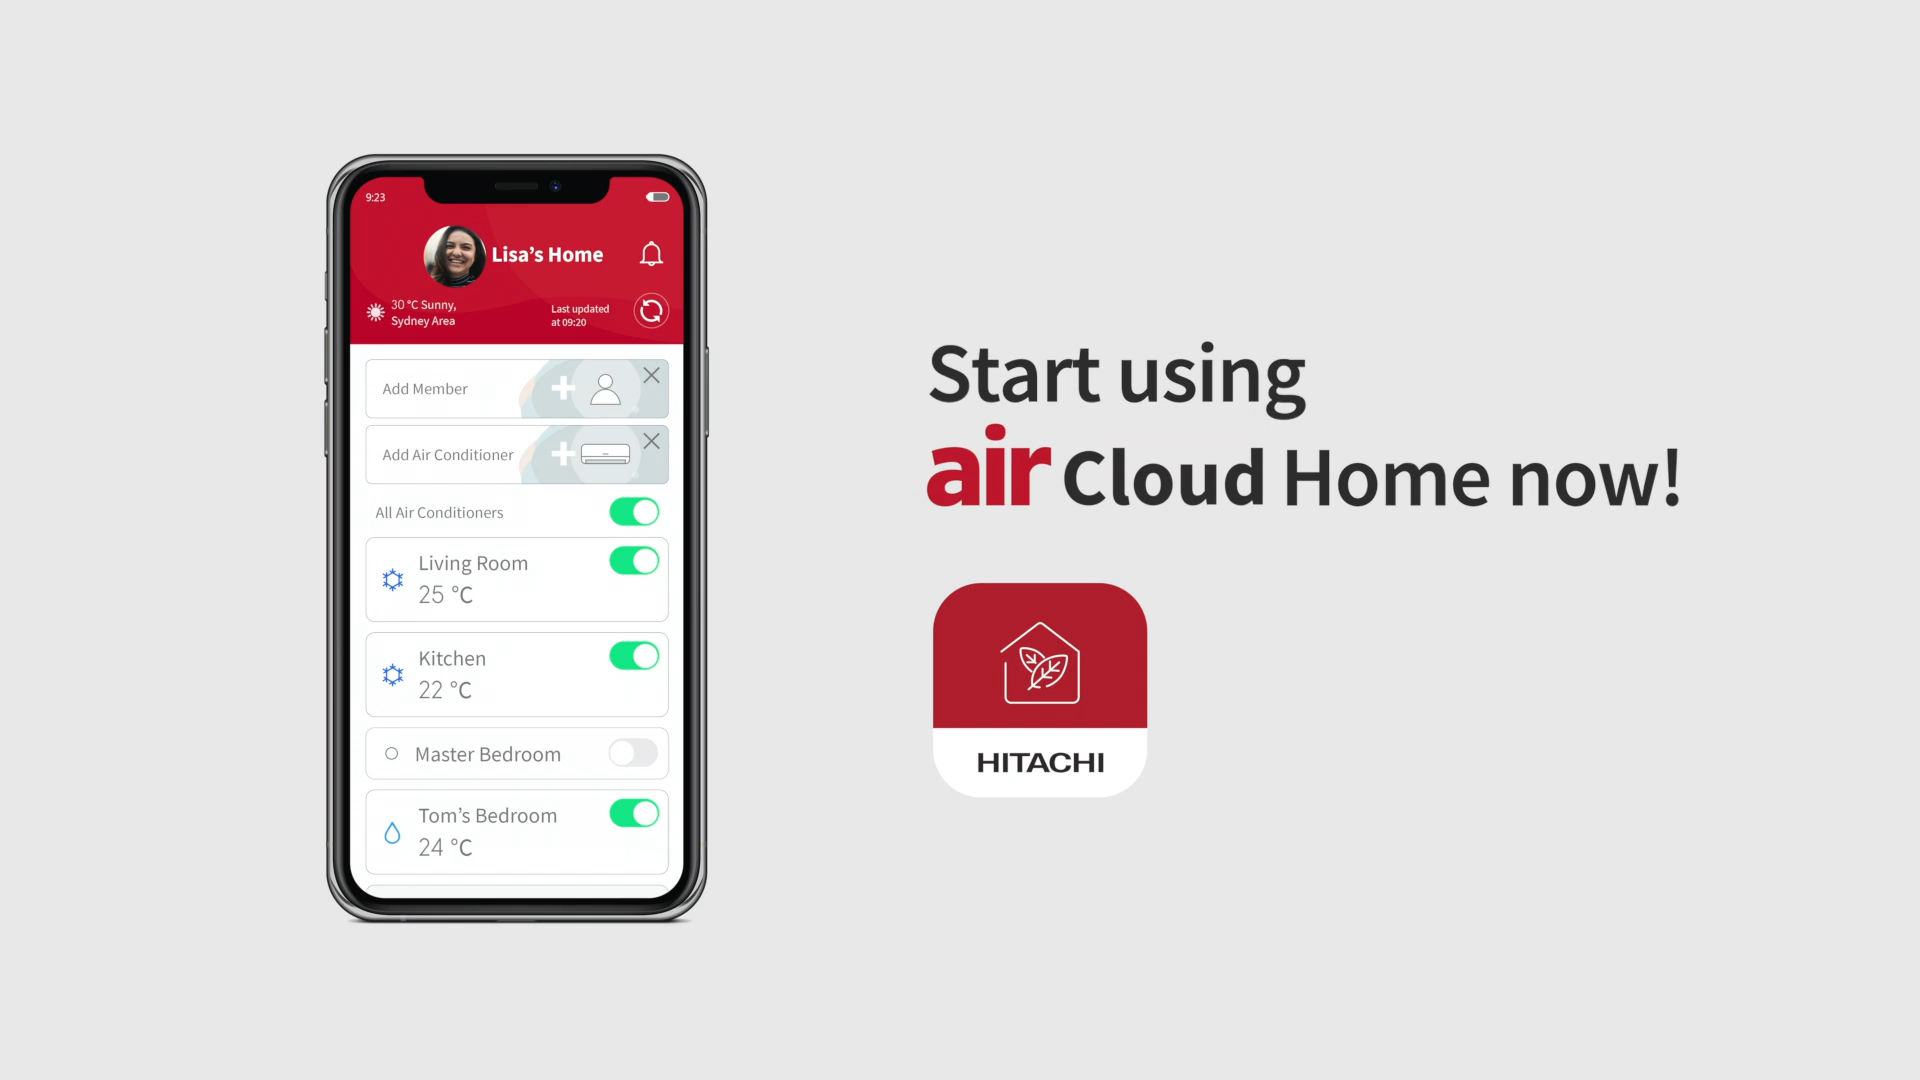 9:23
Lisa’s Home
30 °C Sunny,
Sydney Area
Last updated
at 09:20
Add Member
Add Air Conditioner
All Air Conditioners
Living Room
25 °C
Kitchen
22 °C
Master Bedroom
Tom’s Bedroom
24 °C
Start using
air Cloud Home now!
HITACHI